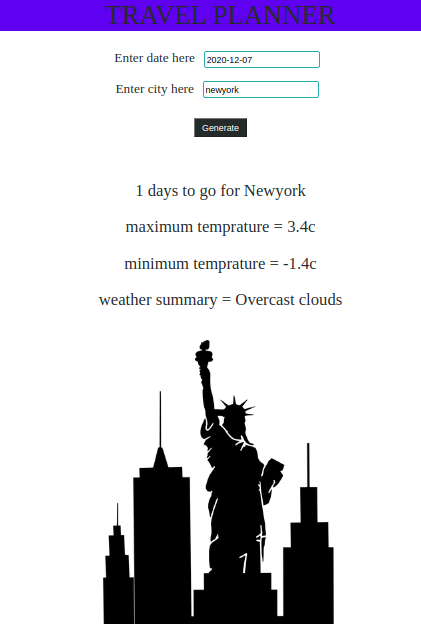 TRAVEL PLANNER
Enter date here 2020-12-07
Enter city here newyork
Generate
1 days to go for Newyork
maximum temprature = 3.4c
minimum temprature = -1.4c
weather summary = Overcast clouds